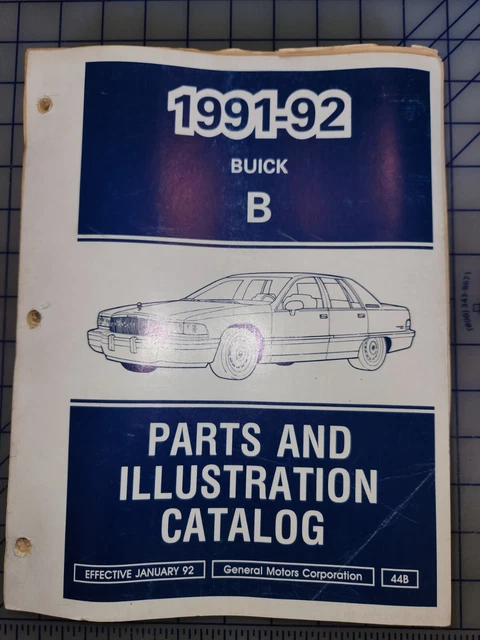 1991-92
BUICK
B
PARTS AND
ILLUSTRATION
CATALOG
EFFECTIVE JANUARY 92
General Motors Corporation
44B